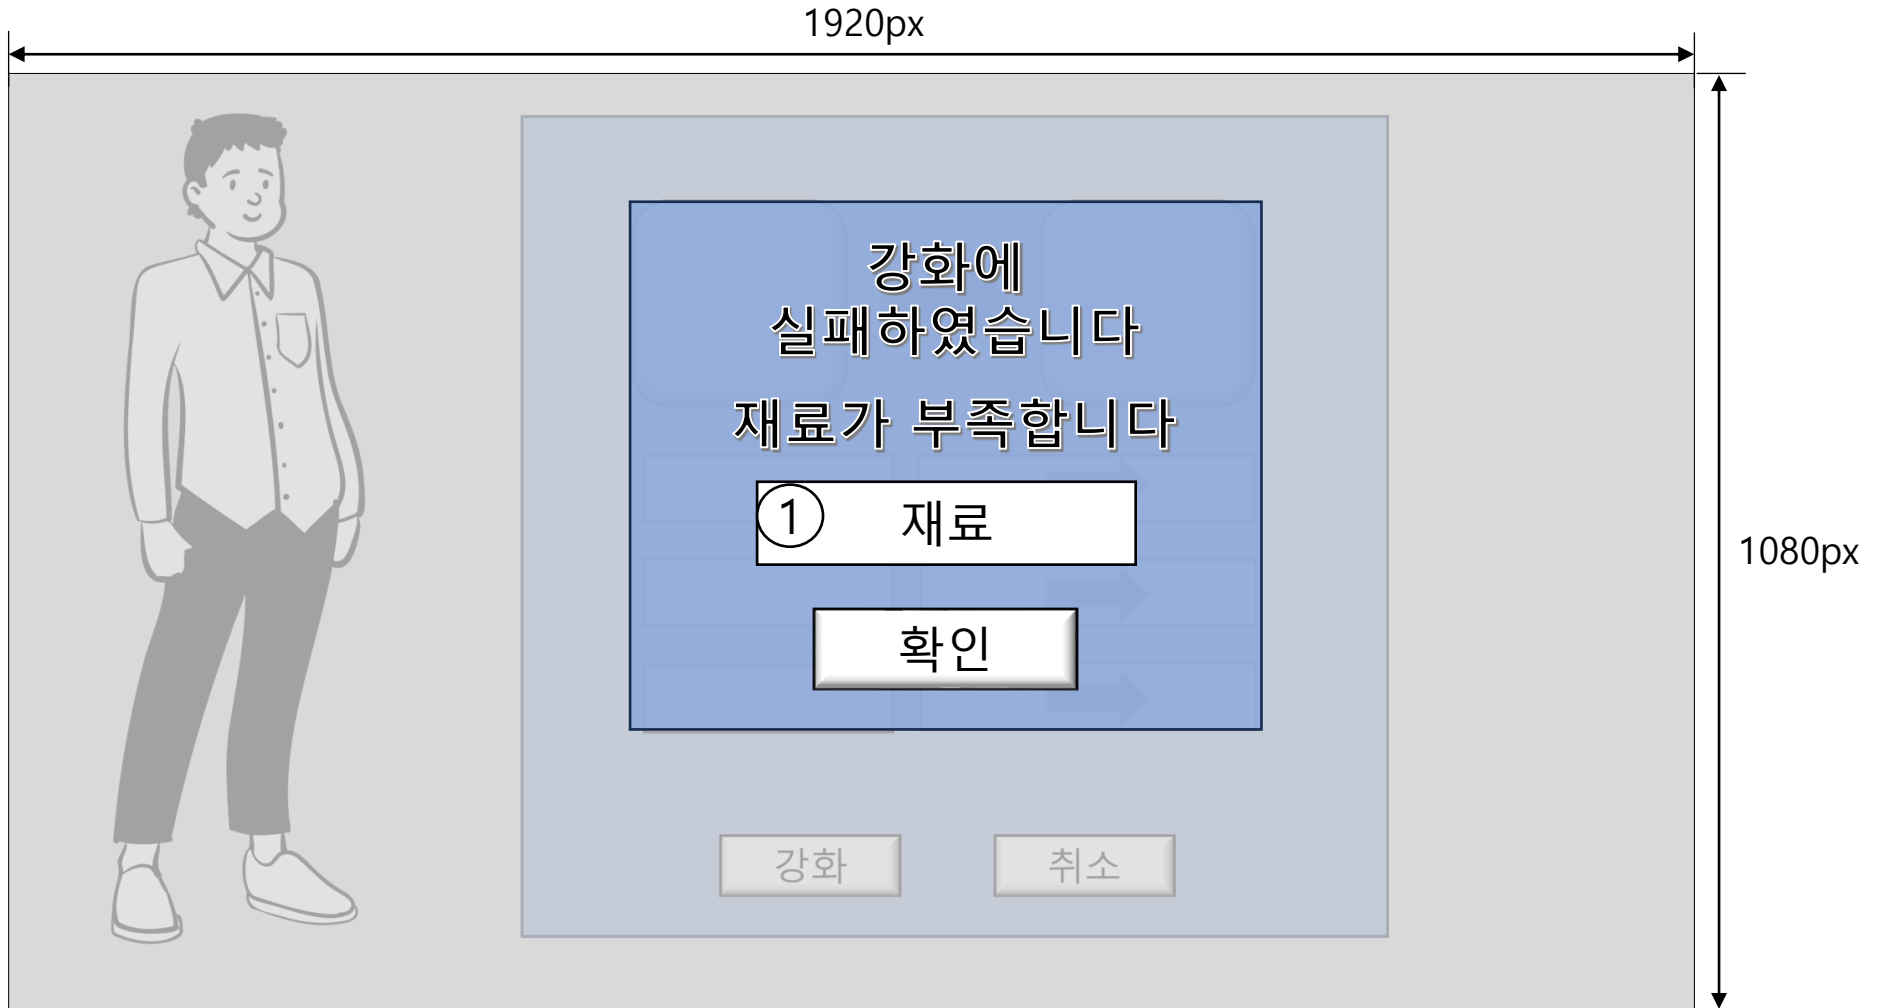 1920px
강화에
실패하였습니다
재료가 부족합니다
① 재료
1080px
확인
강화 취소